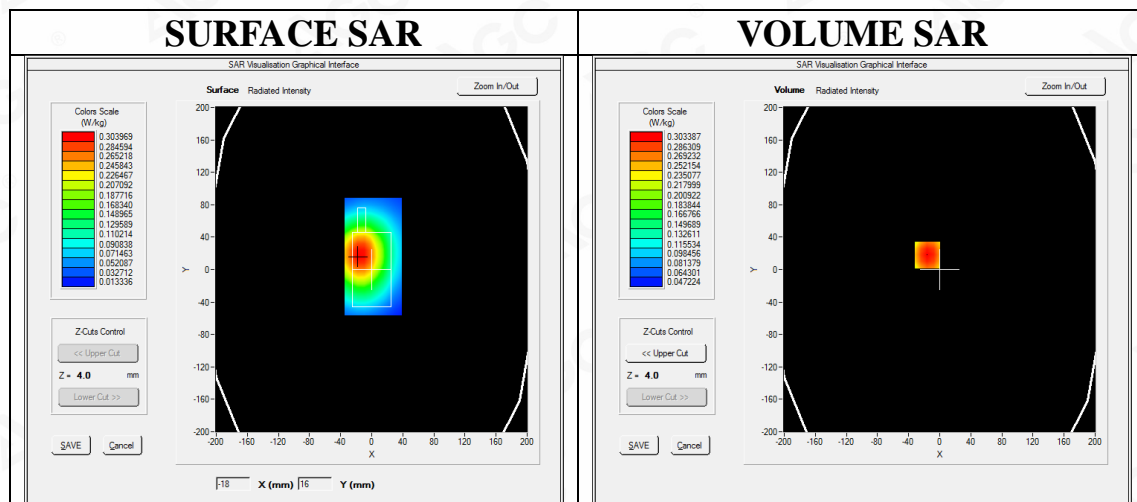 SURFACE SAR
VOLUME SAR
SAR Visualisation Graphical Interface
Surface Radiated Intensity
Zoom In/Out
Colors Scale
(W/kg)
0.303969
0.284594
0.265218
0.245843
0.226467
0.207092
0.187716
0.168340
0.148965
0.129589
0.110214
0.090838
0.071463
0.052087
0.032712
0.013336
200
160
120
80
40
0
-40
-80
-120
-160
-200
Y
-200 -160 -120 -80 -40 0 40 80 120 160 200
X
Z-Cuts Control
<< Upper Cut
Z = 4.0 mm
Lower Cut >>
SAVE Cancel
-18 X (mm) 16 Y (mm)
SAR Visualisation Graphical Interface
Volume Radiated Intensity
Zoom In/Out
Colors Scale
(W/kg)
0.303387
0.286309
0.269232
0.252154
0.235077
0.217999
0.200922
0.183844
0.166766
0.149689
0.132611
0.115534
0.098456
0.081379
0.064301
0.047224
200
160
120
80
40
0
-40
-80
-120
-160
-200
Y
-200 -160 -120 -80 -40 0 40 80 120 160 200
X
Z-Cuts Control
<< Upper Cut
Z = 4.0 mm
Lower Cut >>
SAVE Cancel